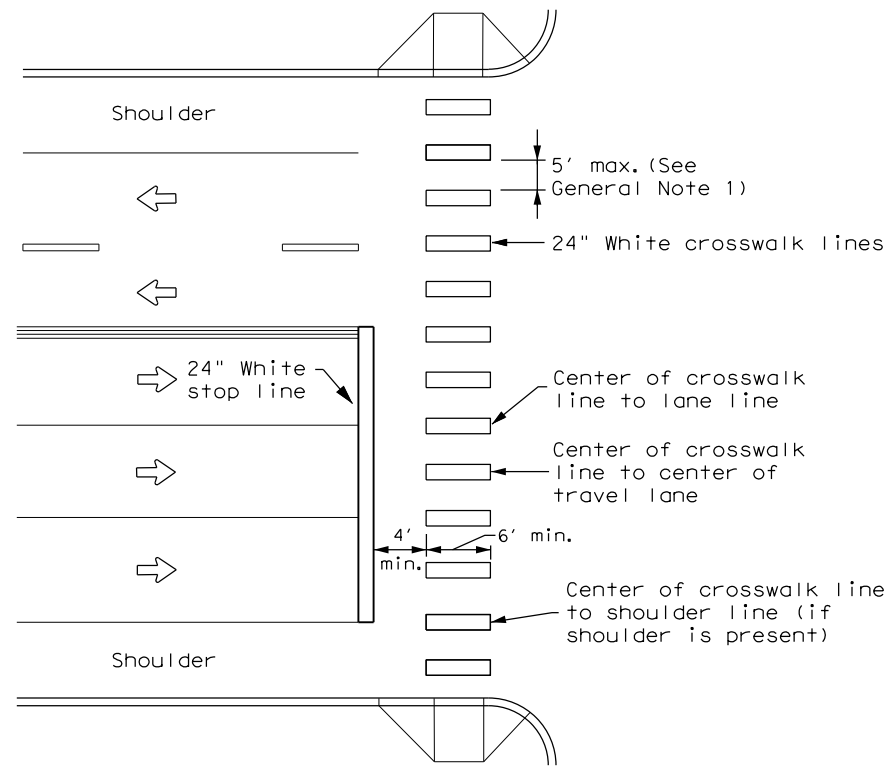 Shoulder
5' max. (See
General Note 1)
24" White crosswalk lines
24" White
stop line
Center of crosswalk
line to lane line
Center of crosswalk
line to center of
travel lane
4'
min.
6' min.
Center of crosswalk line
to shoulder line (if
shoulder is present)
Shoulder